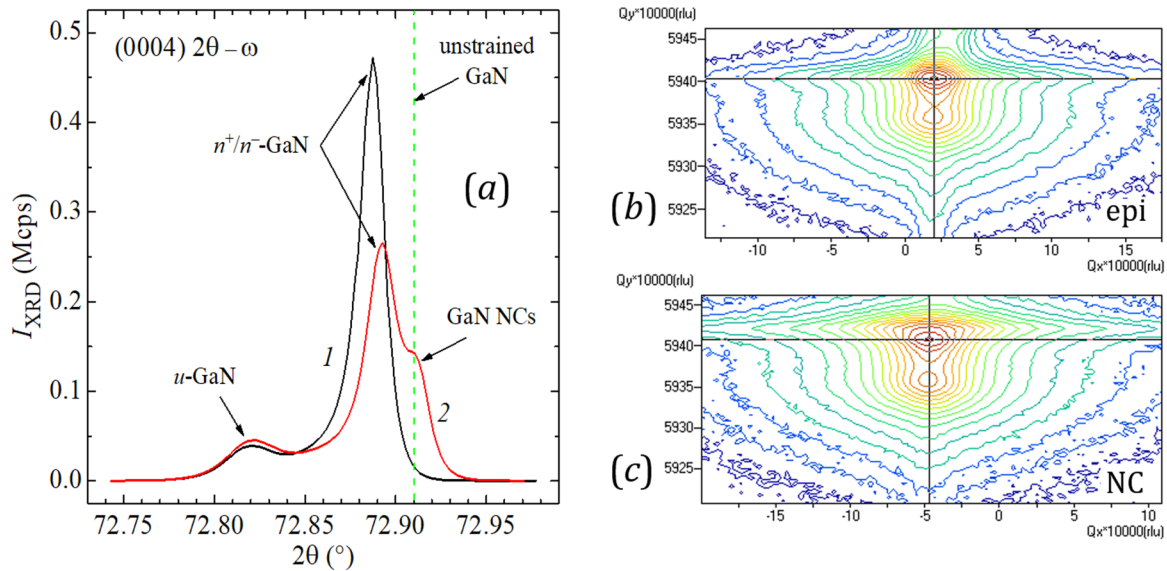 (0004) 2θ – ω
unstrained
GaN
n⁺/n⁻-GaN
(a)
GaN NCs
1
2
u-GaN
I_XRD (Mcps)
0.5
0.4
0.3
0.2
0.1
0.0
72.75 72.80 72.85 72.90 72.95
2θ (°)
Qy*10000(rlu)
5945
5940
5935
5930
5925
(b)
epi
-10 -5 0 5 10 15
Qx*10000(rlu)
Qy*10000(rlu)
5945
5940
5935
5930
5925
(c)
NC
-15 -10 -5 0 5 10
Qx*10000(rlu)